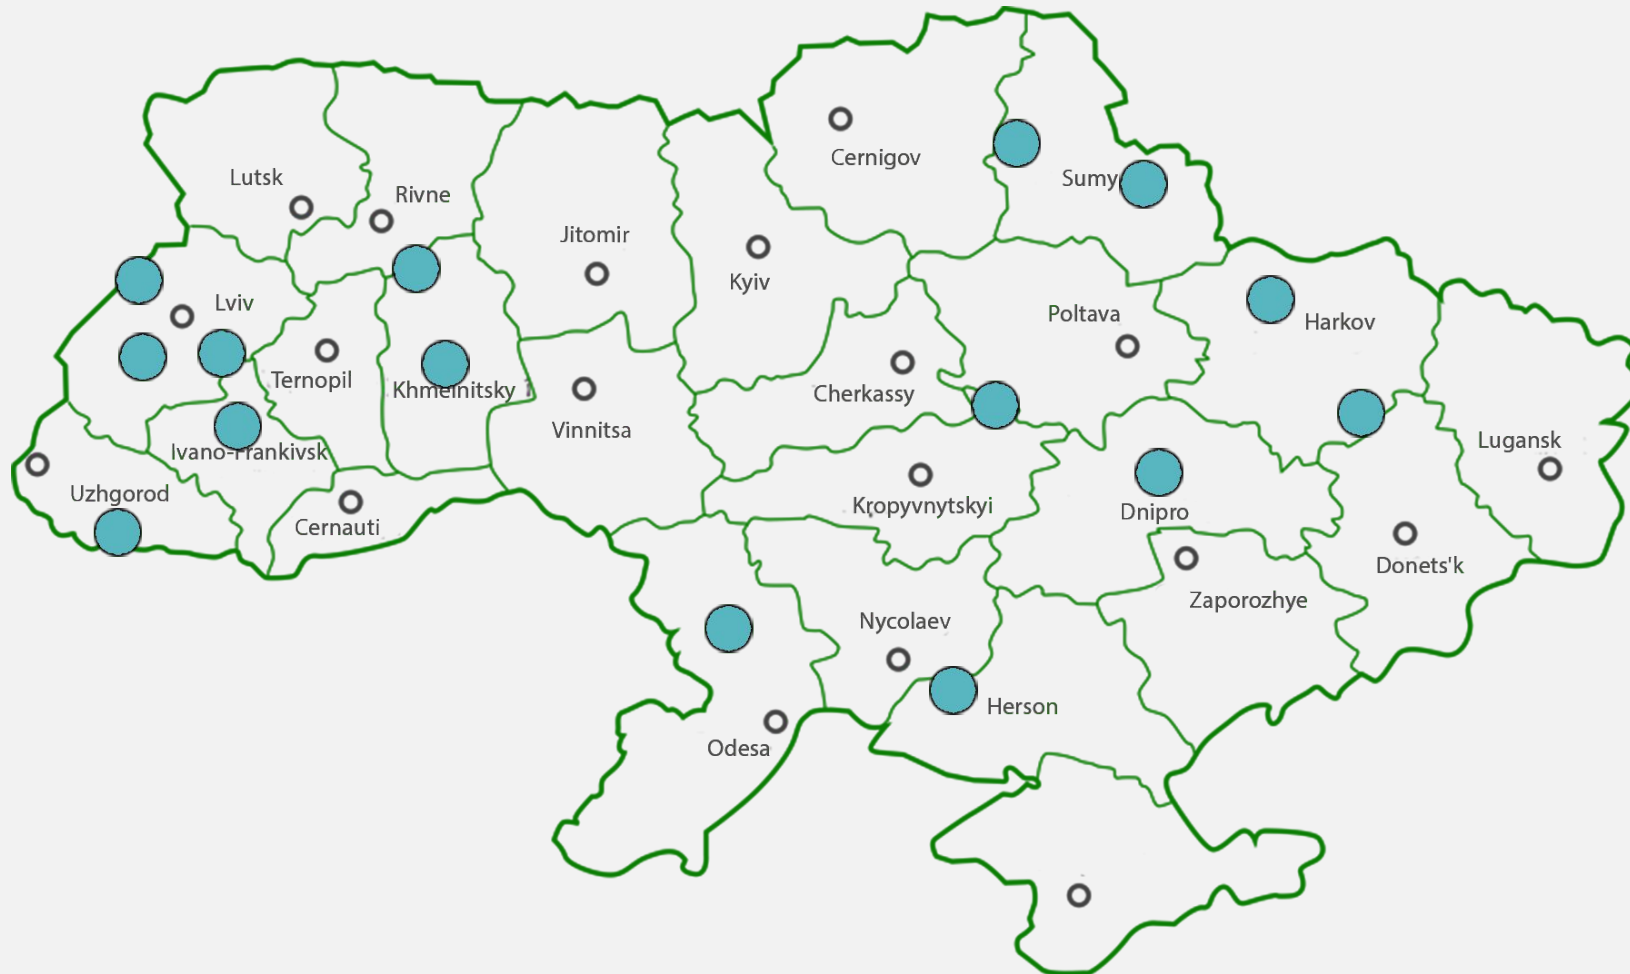 Cernigov
Lutsk
Sumy
Rivne
Jitomir
Kyiv
Lviv
Poltava
Harkov
Ternopil
Khmelnitsky
Cherkassy
Vinnitsa
Lugansk
Ivano-Frankivsk
Uzhgorod
Kropyvnytskyi
Dnipro
Cernauti
Donets'k
Zaporozhye
Nycolaev
Herson
Odesa